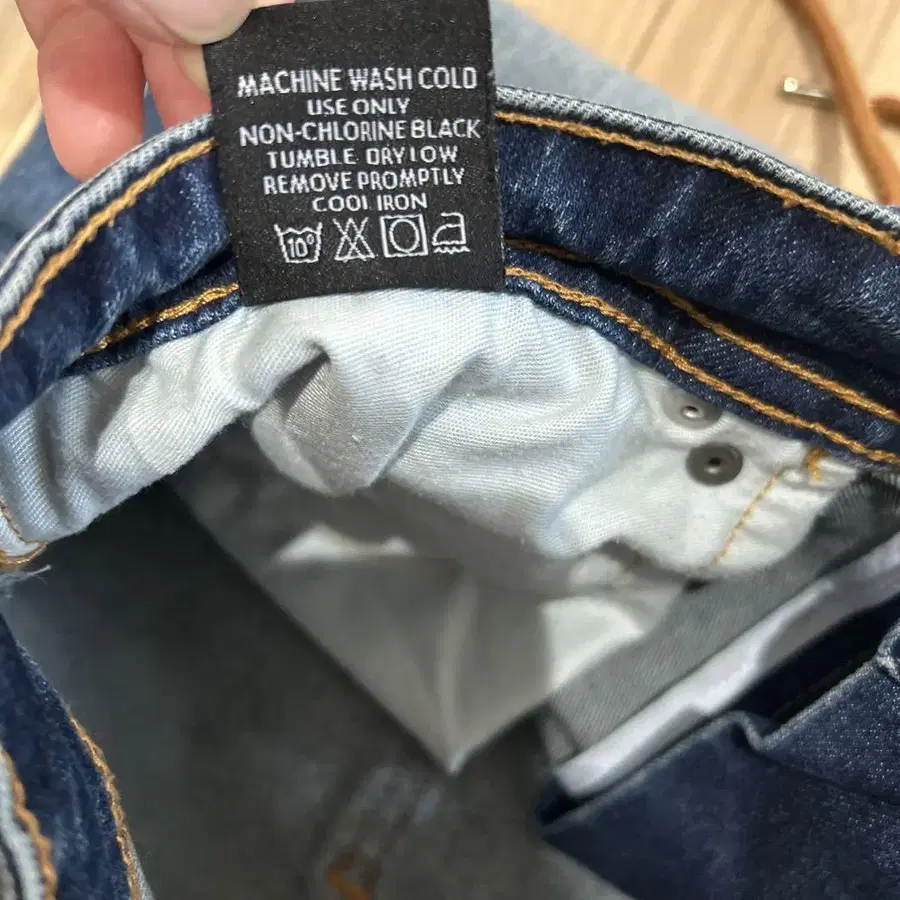 MACHINE WASH COLD
USE ONLY
NON-CHLORINE BLACK
TUMBLE DRY LOW
REMOVE PROMPTLY
COOL IRON
10°